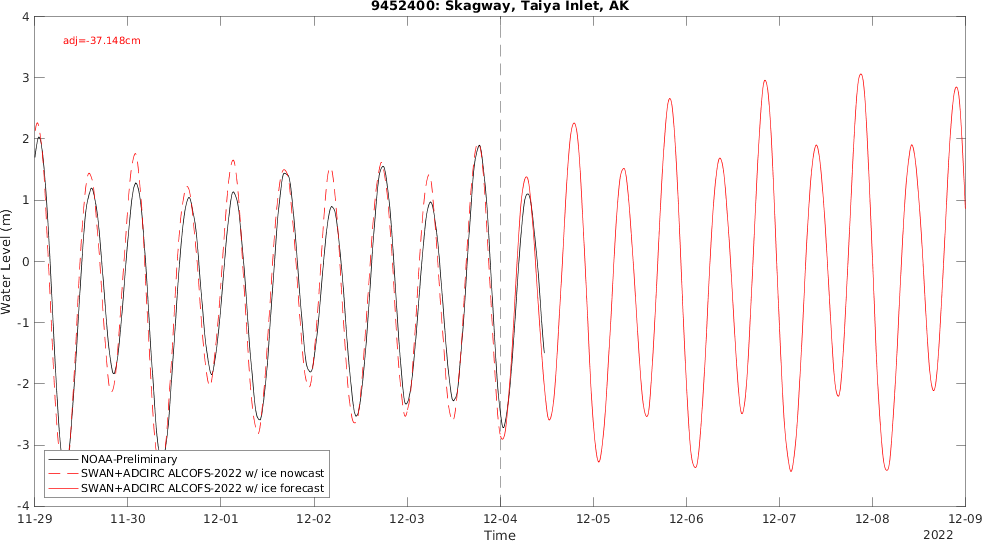 9452400: Skagway, Taiya Inlet, AK
adj=-37.148cm
Water Level (m)
4
3
2
1
0
-1
-2
-3
-4
NOAA-Preliminary
SWAN+ADCIRC ALCOFS-2022 w/ ice nowcast
SWAN+ADCIRC ALCOFS-2022 w/ ice forecast
11-29 11-30 12-01 12-02 12-03 12-04 12-05 12-06 12-07 12-08 12-09
Time
2022